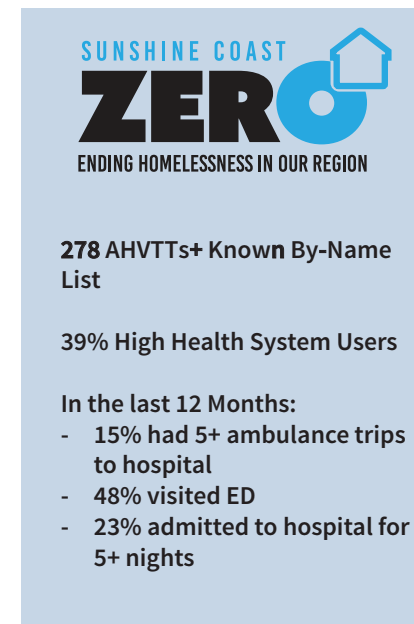 SUNSHINE COAST
ZERO
ENDING HOMELESSNESS IN OUR REGION
278 AHVTTs+ Known By-Name
List
39% High Health System Users
In the last 12 Months:
- 15% had 5+ ambulance trips
to hospital
- 48% visited ED
- 23% admitted to hospital for
5+ nights